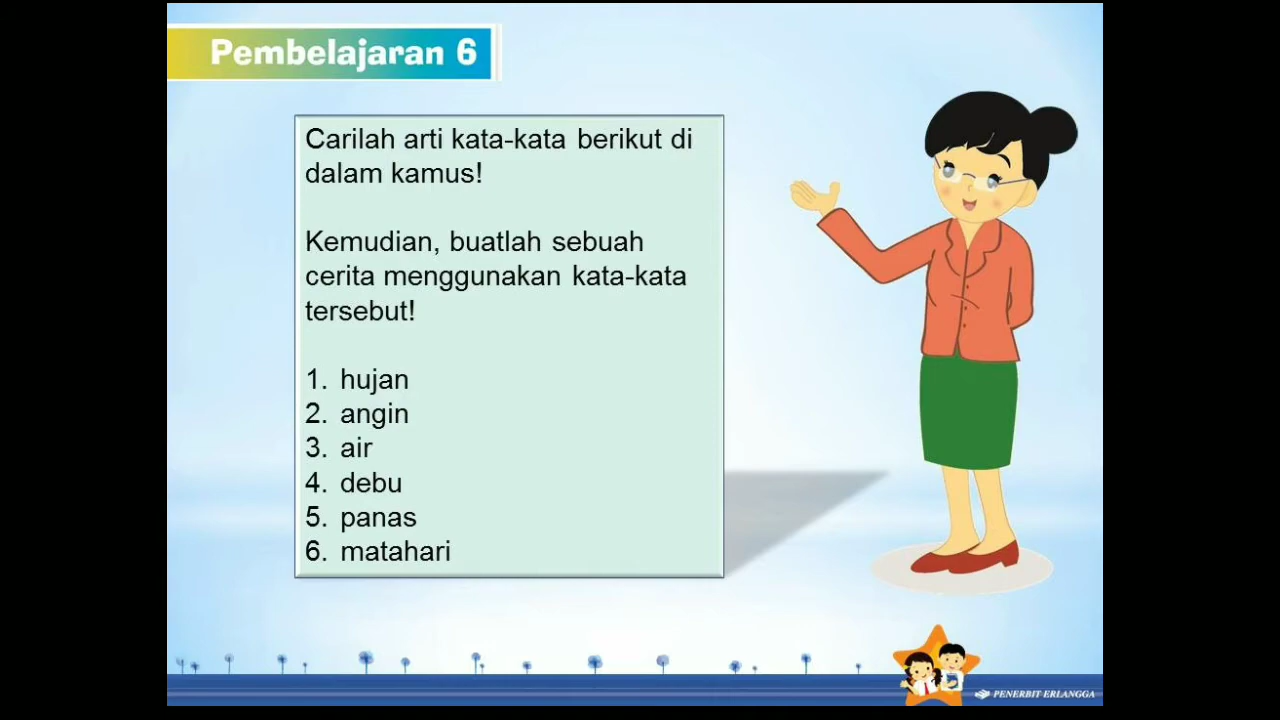 Pembelajaran 6
Carilah arti kata-kata berikut di
dalam kamus!
Kemudian, buatlah sebuah
cerita menggunakan kata-kata
tersebut!
1. hujan
2. angin
3. air
4. debu
5. panas
6. matahari
PENERBIT ERLANGGA